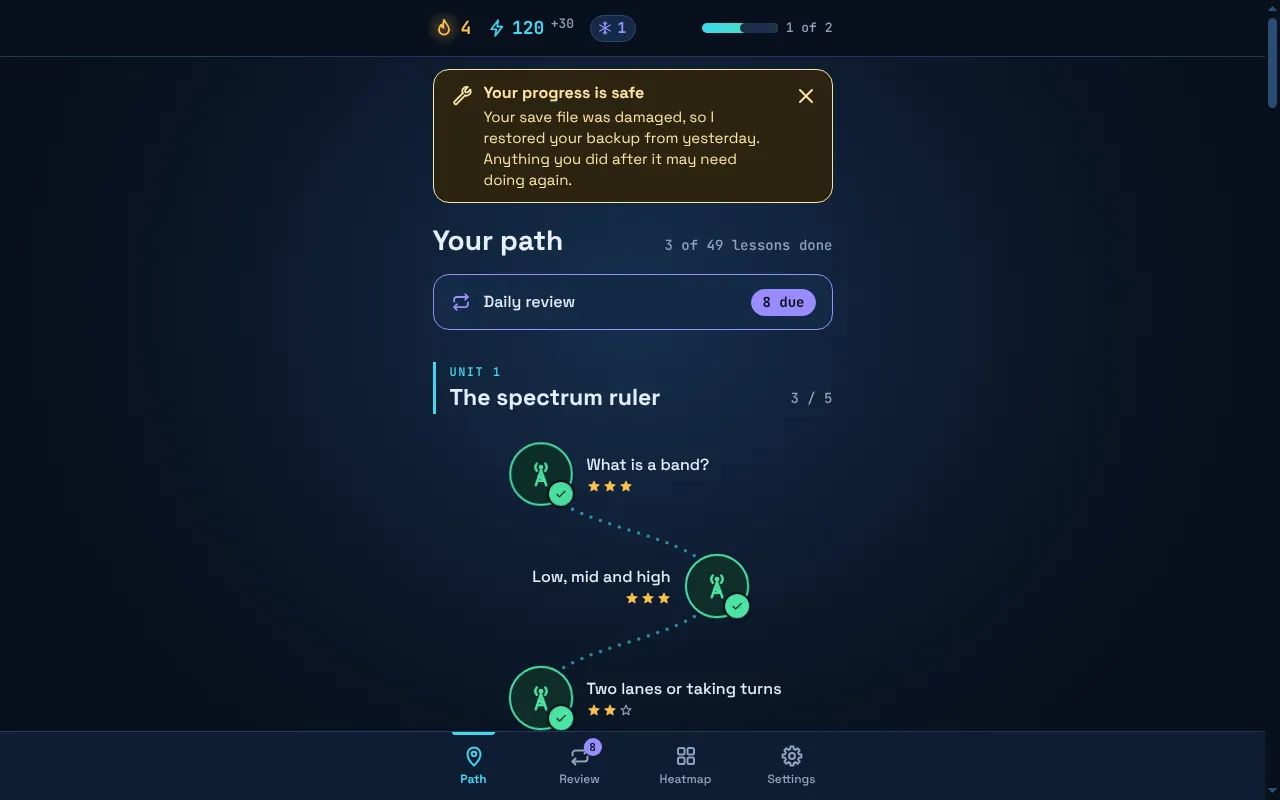 4 120 +30 1 1 of 2
Your progress is safe
Your save file was damaged, so I
restored your backup from yesterday.
Anything you did after it may need
doing again.
Your path 3 of 49 lessons done
Daily review 8 due
UNIT 1
The spectrum ruler 3 / 5
What is a band?
Low, mid and high
Two lanes or taking turns
8
Path Review Heatmap Settings